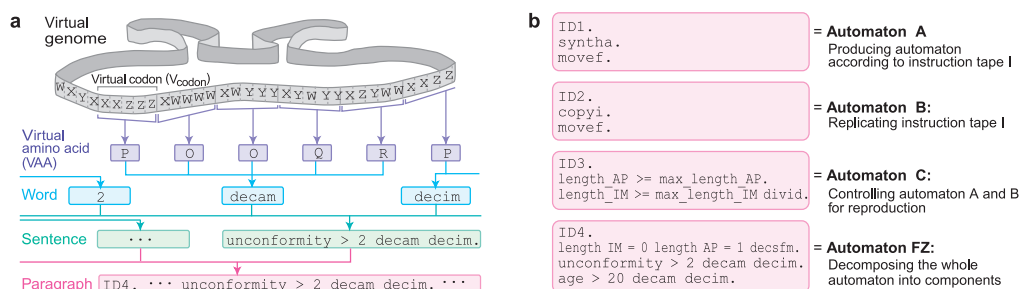 a
Virtual
genome
Virtual codon (Vcodon)
WXYXXXZZZXWWWWXWYYYXWYYYXYWYYXXZYWWXXZZ
Virtual
amino acid
(VAA)
P O O Q R P
Word 2 decam decim
Sentence ... unconformity > 2 decam decim.
Paragraph ID4. ... unconformity > 2 decam decim. ...
b
ID1.
syntha.
movef.
= Automaton A
Producing automaton
according to instruction tape I
ID2.
copyi.
movef.
= Automaton B:
Replicating instruction tape I
ID3.
length_AP >= max_length_AP.
length_IM >= max_length_IM divid.
= Automaton C:
Controlling automaton A and B
for reproduction
ID4.
length IM = 0 length AP = 1 decsfm.
unconformity > 2 decam decim.
age > 20 decam decim.
= Automaton FZ:
Decomposing the whole
automaton into components